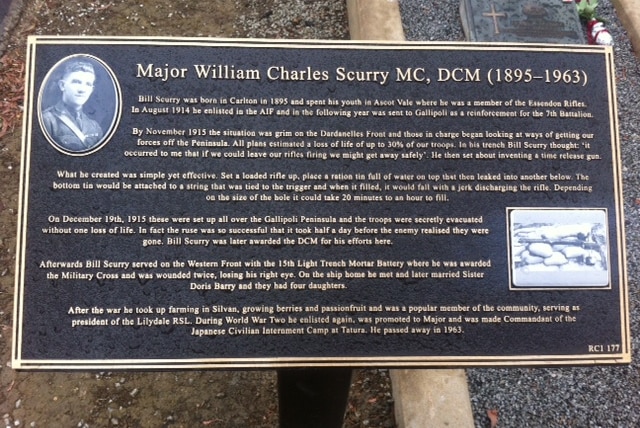 Major William Charles Scurry MC, DCM (1895–1963)
Bill Scurry was born in Carlton in 1895 and spent his youth in Ascot Vale where he was a member of the Essendon Rifles.
In August 1914 he enlisted in the AIF and in the following year was sent to Gallipoli as a reinforcement for the 7th Battalion.
By November 1915 the situation was grim on the Dardanelles Front and those in charge began looking at ways of getting our
forces off the Peninsula. All plans estimated a loss of life of up to 30% of our troops. In his trench Bill Scurry thought: 'it
occurred to me that if we could leave our rifles firing we might get away safely'. He then set about inventing a time release gun.
What he created was simple yet effective. Set a loaded rifle up, place a ration tin full of water on top that then leaked into another below. The
bottom tin would be attached to a string that was tied to the trigger and when it filled, it would fall with a jerk discharging the rifle. Depending
on the size of the hole it could take 20 minutes to an hour to fill.
On December 19th, 1915 these were set up all over the Gallipoli Peninsula and the troops were secretly evacuated
without one loss of life. In fact the ruse was so successful that it took half a day before the enemy realised they were
gone. Bill Scurry was later awarded the DCM for his efforts here.
Afterwards Bill Scurry served on the Western Front with the 15th Light Trench Mortar Battery where he was awarded
the Military Cross and was wounded twice, losing his right eye. On the ship home he met and later married Sister
Doris Barry and they had four daughters.
After the war he took up farming in Silvan, growing berries and passionfruit and was a popular member of the community, serving as
president of the Lilydale RSL. During World War Two he enlisted again, was promoted to Major and was made Commandant of the
Japanese Civilian Internment Camp at Tatura. He passed away in 1963.
RC1 177